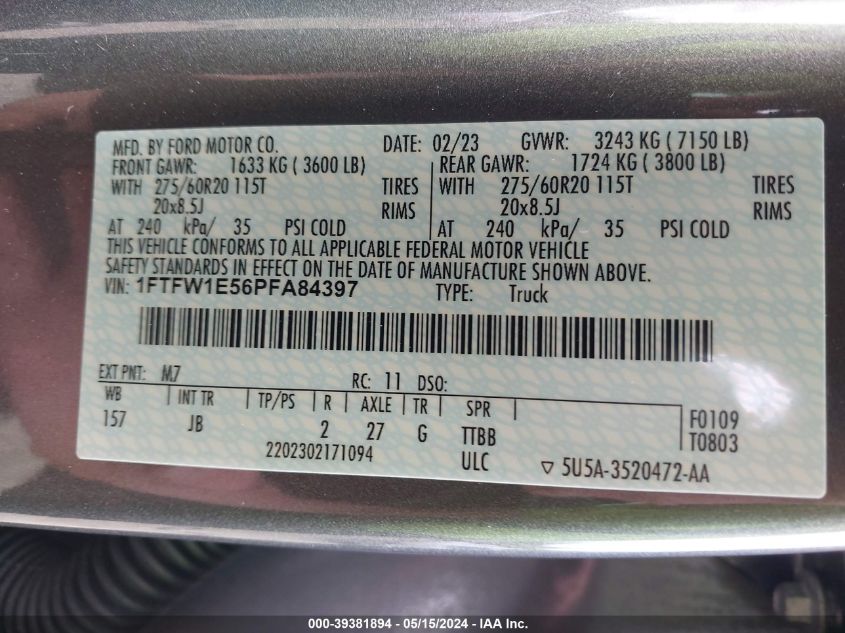 MFD. BY FORD MOTOR CO. DATE: 02/23 GVWR: 3243 KG ( 7150 LB)
FRONT GAWR: 1633 KG ( 3600 LB) REAR GAWR: 1724 KG ( 3800 LB)
WITH 275/60R20 115T TIRES WITH 275/60R20 115T TIRES
20x8.5J RIMS 20x8.5J RIMS
AT 240 kPa/ 35 PSI COLD AT 240 kPa/ 35 PSI COLD
THIS VEHICLE CONFORMS TO ALL APPLICABLE FEDERAL MOTOR VEHICLE
SAFETY STANDARDS IN EFFECT ON THE DATE OF MANUFACTURE SHOWN ABOVE.
VIN: 1FTFW1E56PFA84397 TYPE: Truck
EXT PNT: M7 RC: 11 DSO:
WB INT TR TP/PS R AXLE TR SPR F0109
157 JB 2 27 G TTBB T0803
2202302171094 ULC ▽ 5U5A-3520472-AA
000-39381894 - 05/15/2024 - IAA Inc.